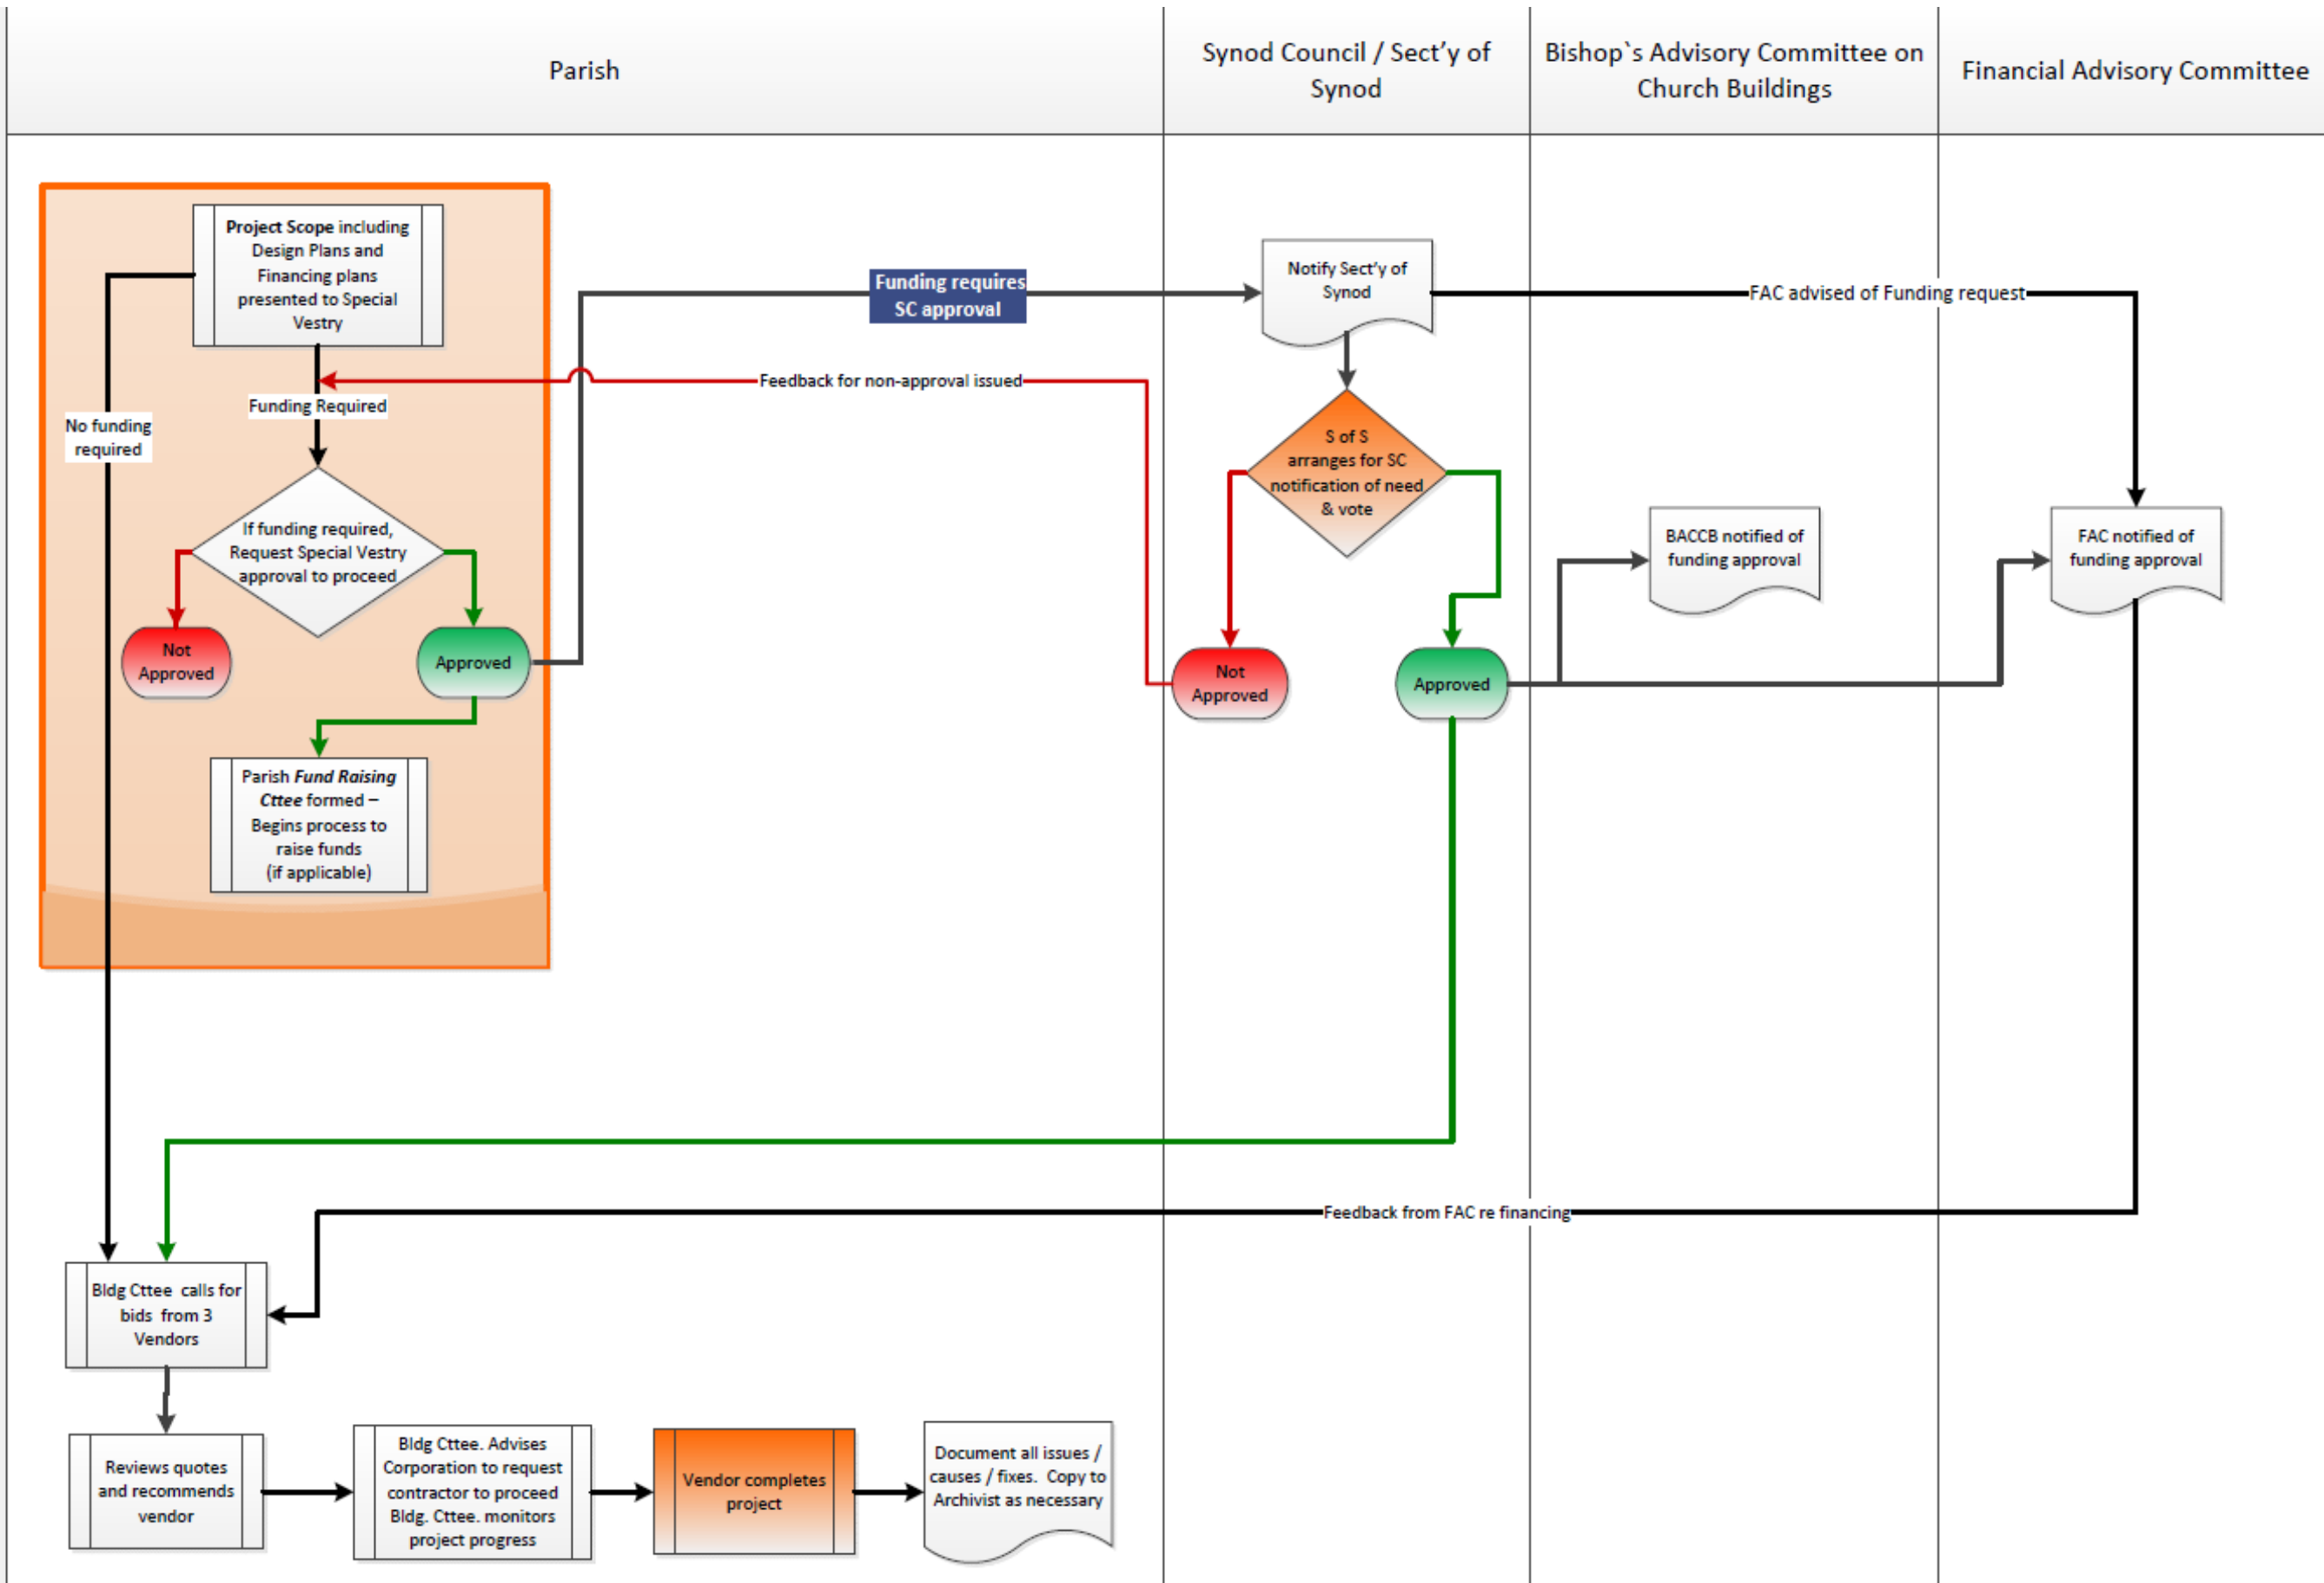 Parish
Synod Council / Sect'y of
Synod
Bishop`s Advisory Committee on
Church Buildings
Financial Advisory Committee
Project Scope including
Design Plans and
Financing plans
presented to Special
Vestry
Funding requires
SC approval
Notify Sect'y of
Synod
FAC advised of Funding request
Feedback for non-approval issued
Funding Required
No funding
required
S of S
arranges for SC
notification of need
& vote
If funding required,
Request Special Vestry
approval to proceed
BACCB notified of
funding approval
FAC notified of
funding approval
Not
Approved
Approved
Not
Approved
Approved
Parish Fund Raising
Cttee formed –
Begins process to
raise funds
(if applicable)
Feedback from FAC re financing
Bldg Cttee calls for
bids from 3
Vendors
Reviews quotes
and recommends
vendor
Bldg Cttee. Advises
Corporation to request
contractor to proceed
Bldg. Cttee. monitors
project progress
Vendor completes
project
Document all issues /
causes / fixes. Copy to
Archivist as necessary